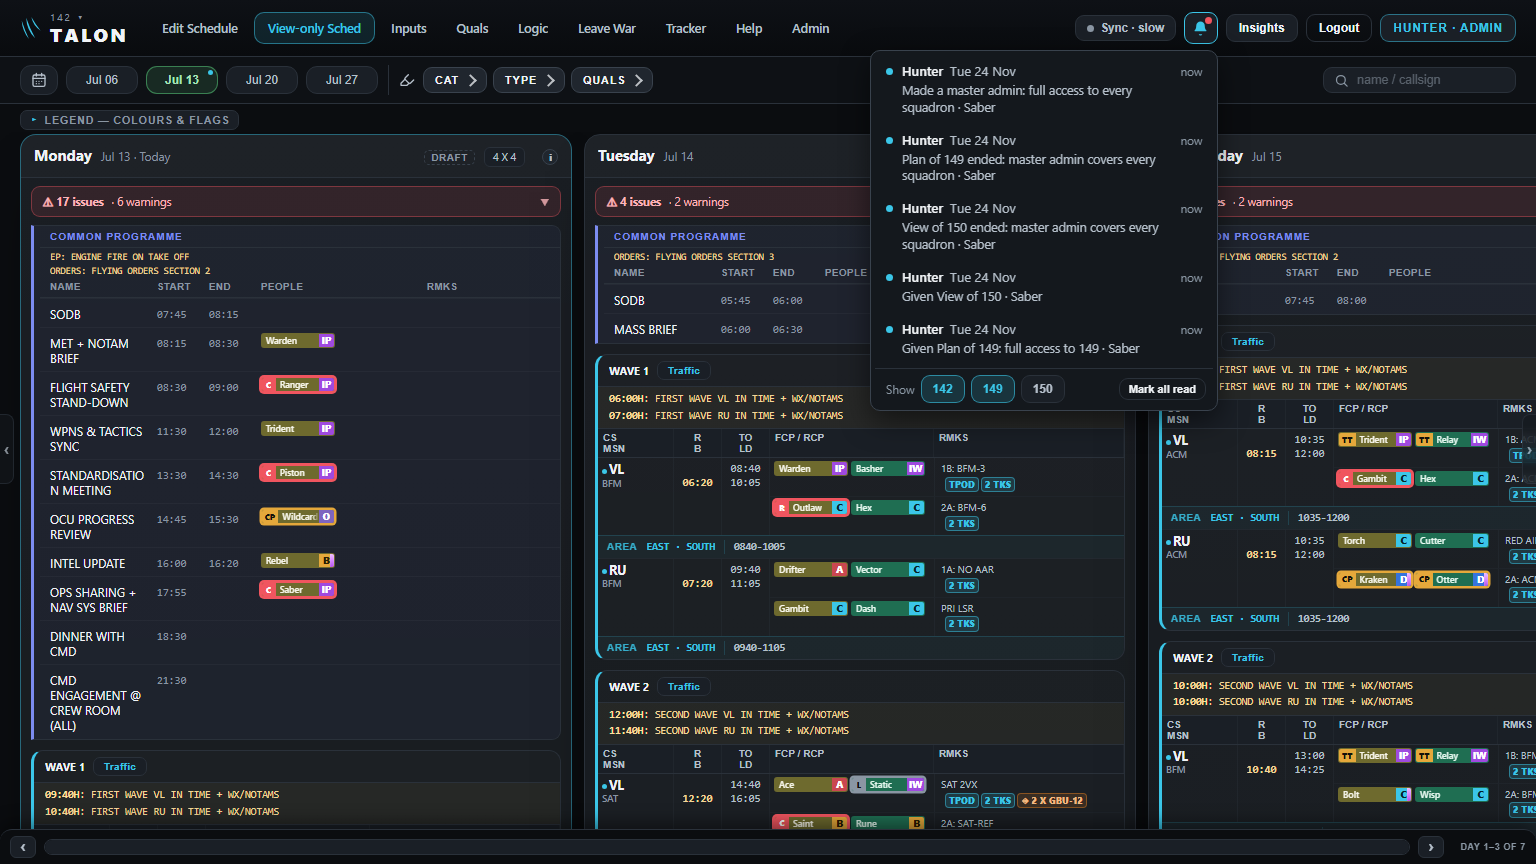 142
TALON
Edit Schedule
View-only Sched
Inputs
Quals
Logic
Leave War
Tracker
Help
Admin
Sync · slow
Insights
Logout
HUNTER · ADMIN
Jul 06
Jul 13
Jul 20
Jul 27
CAT
TYPE
QUALS
name / callsign
LEGEND — COLOURS & FLAGS
Monday Jul 13 · Today
DRAFT
4 X 4
i
17 issues · 6 warnings
COMMON PROGRAMME
EP: ENGINE FIRE ON TAKE OFF
ORDERS: FLYING ORDERS SECTION 2
NAME START END PEOPLE RMKS
SODB 07:45 08:15
MET + NOTAM 08:15 08:30 Warden IP
BRIEF
FLIGHT SAFETY 08:30 09:00 C Ranger IP
STAND-DOWN
WPNS & TACTICS 11:30 12:00 Trident IP
SYNC
STANDARDISATIO 13:30 14:30 C Piston IP
N MEETING
OCU PROGRESS 14:45 15:30 CP Wildcard O
REVIEW
INTEL UPDATE 16:00 16:20 Rebel B
OPS SHARING + 17:55 C Saber IP
NAV SYS BRIEF
DINNER WITH 18:30
CMD
CMD 21:30
ENGAGEMENT @
CREW ROOM
(ALL)
WAVE 1 Traffic
09:40H: FIRST WAVE VL IN TIME + WX/NOTAMS
10:40H: FIRST WAVE RU IN TIME + WX/NOTAMS
Tuesday Jul 14
4 issues · 2 warnings
COMMON PROGRAMME
ORDERS: FLYING ORDERS SECTION 3
NAME START END PEOPLE
SODB 05:45 06:00
MASS BRIEF 06:00 06:30
WAVE 1 Traffic
06:00H: FIRST WAVE VL IN TIME + WX/NOTAMS
07:00H: FIRST WAVE RU IN TIME + WX/NOTAMS
CS R TO FCP / RCP RMKS
MSN B LD
VL 08:40 Warden IP Basher IW 1B: BFM-3
BFM 06:20 10:05 TPOD 2 TKS
R Outlaw C Hex C 2A: BFM-6
2 TKS
AREA EAST · SOUTH 0840-1005
RU 09:40 Drifter A Vector C 1A: NO AAR
BFM 07:20 11:05 2 TKS
Gambit C Dash C PRI LSR
2 TKS
AREA EAST · SOUTH 0940-1105
WAVE 2 Traffic
12:00H: SECOND WAVE VL IN TIME + WX/NOTAMS
11:40H: SECOND WAVE RU IN TIME + WX/NOTAMS
CS R TO FCP / RCP RMKS
MSN B LD
VL 14:40 Ace A L Static IW SAT 2VX
SAT 12:20 16:05 TPOD 2 TKS 2 X GBU-12
C Saint B Rune B 2A: SAT-REF
Hunter Tue 24 Nov now
Made a master admin: full access to every
squadron · Saber
Hunter Tue 24 Nov now
Plan of 149 ended: master admin covers every
squadron · Saber
Hunter Tue 24 Nov now
View of 150 ended: master admin covers every
squadron · Saber
Hunter Tue 24 Nov now
Given View of 150 · Saber
Hunter Tue 24 Nov now
Given Plan of 149: full access to 149 · Saber
Show 142 149 150 Mark all read
day Jul 15
es · 2 warnings
ON PROGRAMME
FLYING ORDERS SECTION 2
START END PEOPLE
07:45 08:00
Traffic
FIRST WAVE VL IN TIME + WX/NOTAMS
FIRST WAVE RU IN TIME + WX/NOTAMS
CS R TO FCP / RCP RMKS
MSN B LD
VL 10:35 TT Trident IP TT Relay IW 1B:
ACM 08:15 12:00
C Gambit C Hex C 2A:
2 TKS
AREA EAST · SOUTH 1035-1200
RU 10:35 Torch C Cutter C RED AI
ACM 08:15 12:00 2 TKS
CP Kraken D CP Otter D 2A: AC
2 TKS
AREA EAST · SOUTH 1035-1200
WAVE 2 Traffic
10:00H: SECOND WAVE VL IN TIME + WX/NOTAMS
10:00H: SECOND WAVE RU IN TIME + WX/NOTAMS
CS R TO FCP / RCP RMKS
MSN B LD
VL 13:00 TT Trident IP TT Relay IW 1B: BFM
BFM 10:40 14:25 2 TKS
Bolt C Wisp C 2A: BFM
2 TKS
DAY 1–3 OF 7